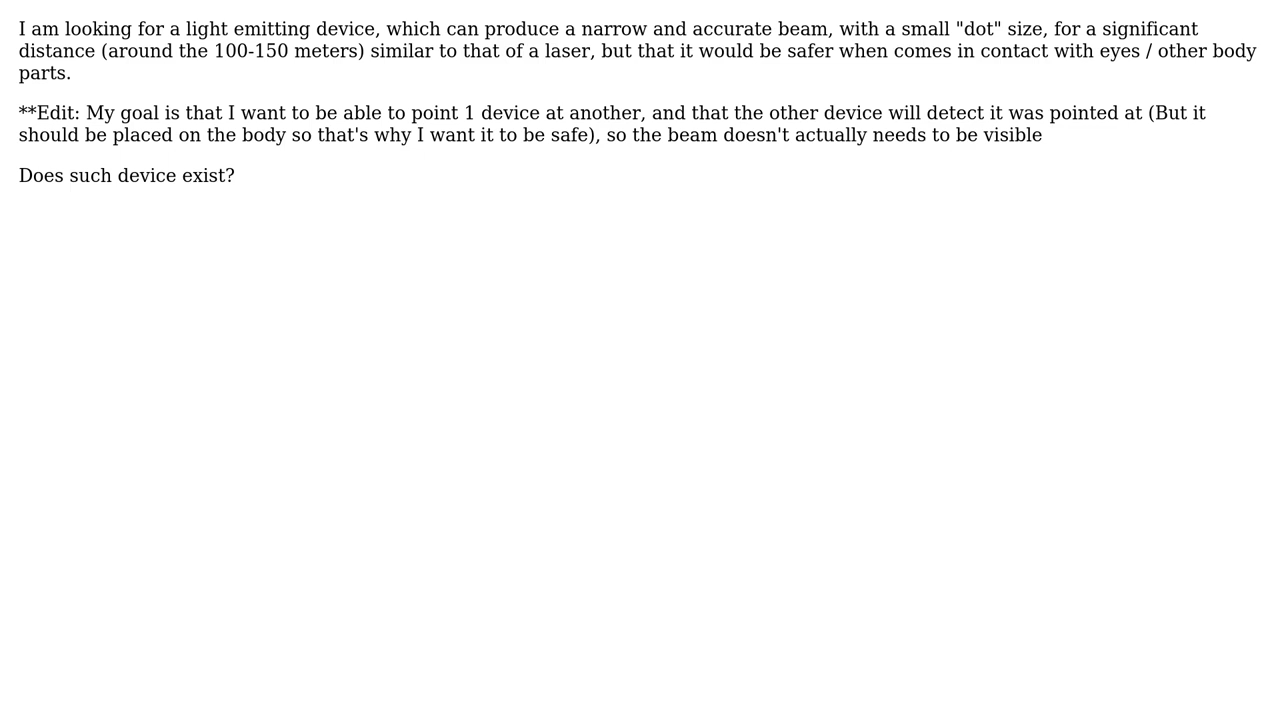 I am looking for a light emitting device, which can produce a narrow and accurate beam, with a small "dot" size, for a significant
distance (around the 100-150 meters) similar to that of a laser, but that it would be safer when comes in contact with eyes / other body
parts.
**Edit: My goal is that I want to be able to point 1 device at another, and that the other device will detect it was pointed at (But it
should be placed on the body so that's why I want it to be safe), so the beam doesn't actually needs to be visible
Does such device exist?